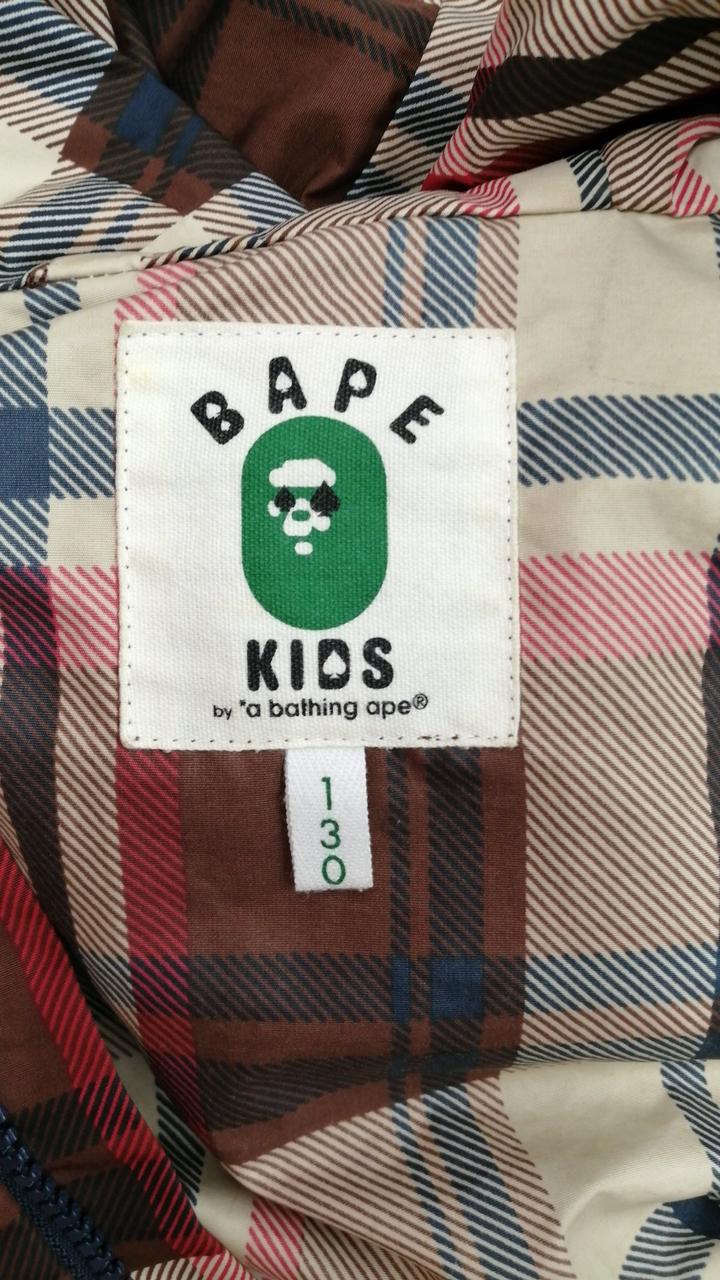 BAPE
KIDS
by *a bathing ape®
130